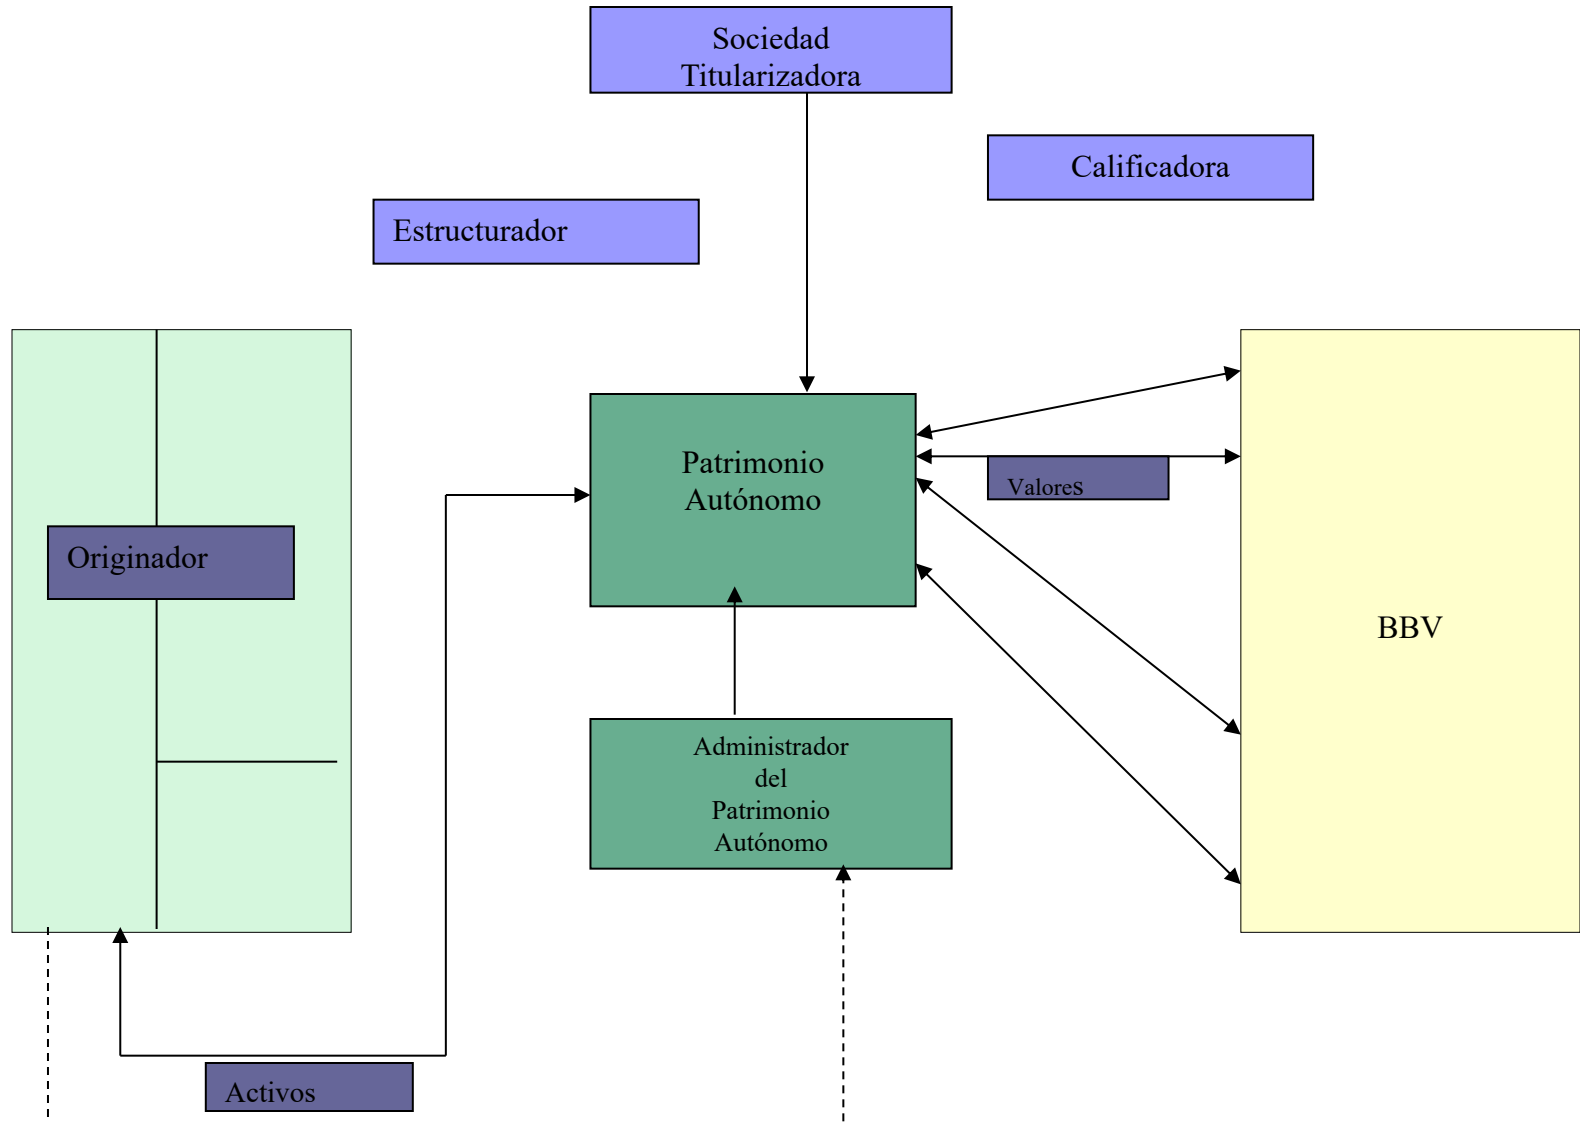 Sociedad
Titularizadora
Calificadora
Estructurador
Patrimonio
Autónomo
Valores
Originador
BBV
Administrador
del
Patrimonio
Autónomo
Activos